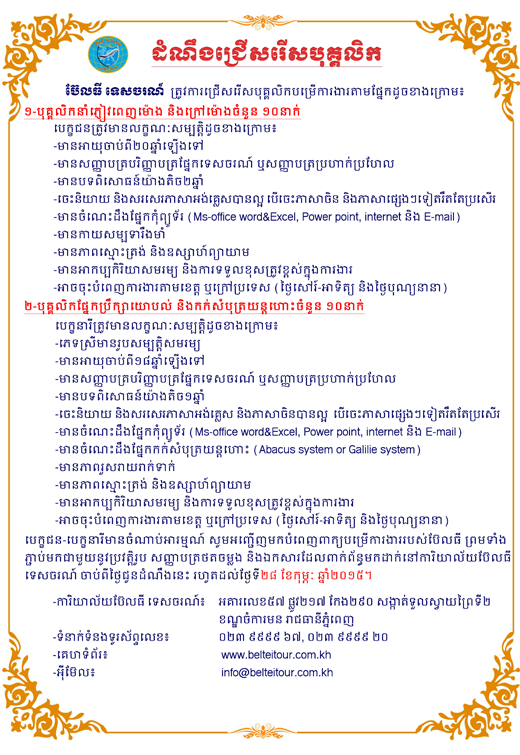 ដំណឹងជ្រើសរើសបុគ្គលិក
ប៊ែលធី ទេសចរណ៍ ត្រូវការជ្រើសរើសបុគ្គលិកបម្រើការងារតាមផ្នែកដូចខាងក្រោម៖
១-បុគ្គលិកនាំភ្ញៀវពេញម៉ោង និងក្រៅម៉ោងចំនួន ១០នាក់
បេក្ខជនត្រូវមានលក្ខណៈសម្បត្តិដូចខាងក្រោម៖
-មានអាយុចាប់ពី២០ឆ្នាំឡើងទៅ
-មានសញ្ញាបត្របរិញ្ញាបត្រផ្នែកទេសចរណ៍ ឬសញ្ញាបត្រប្រហាក់ប្រហែល
-មានបទពិសោធន៍យ៉ាងតិច២ឆ្នាំ
-ចេះនិយាយ និងសរសេរភាសាអង់គ្លេសបានល្អ បើចេះភាសាចិន និងភាសាផ្សេងៗទៀតរឹតតែប្រសើរ
-មានចំណេះដឹងផ្នែកកុំព្យូទ័រ (Ms-office word&Excel, Power point, internet និង E-mail)
-មានកាយសម្បទារឹងមាំ
-មានភាពស្មោះត្រង់ និងឧស្សាហ៍ព្យាយាម
-មានអាកប្បកិរិយាសមរម្យ និងការទទួលខុសត្រូវខ្ពស់ក្នុងការងារ
-អាចចុះបំពេញការងារតាមខេត្ត ឬក្រៅប្រទេស (ថ្ងៃសៅរ៍-អាទិត្យ និងថ្ងៃបុណ្យនានា)
២-បុគ្គលិកផ្នែកប្រឹក្សាយោបល់ និងកក់សំបុត្រយន្តហោះចំនួន ១០នាក់
បេក្ខនារីត្រូវមានលក្ខណៈសម្បត្តិដូចខាងក្រោម៖
-ភេទស្រីមានរូបសម្បត្តិសមរម្យ
-មានអាយុចាប់ពី១៨ឆ្នាំឡើងទៅ
-មានសញ្ញាបត្របរិញ្ញាបត្រផ្នែកទេសចរណ៍ ឬសញ្ញាបត្រប្រហាក់ប្រហែល
-មានបទពិសោធន៍យ៉ាងតិច១ឆ្នាំ
-ចេះនិយាយ និងសរសេរភាសាអង់គ្លេស និងភាសាចិនបានល្អ បើចេះភាសាផ្សេងៗទៀតរឹតតែប្រសើរ
-មានចំណេះដឹងផ្នែកកុំព្យូទ័រ (Ms-office word&Excel, Power point, internet និង E-mail)
-មានចំណេះដឹងផ្នែកកក់សំបុត្រយន្តហោះ (Abacus system or Galilie system)
-មានភាពរួសរាយរាក់ទាក់
-មានភាពស្មោះត្រង់ និងឧស្សាហ៍ព្យាយាម
-មានអាកប្បកិរិយាសមរម្យ និងការទទួលខុសត្រូវខ្ពស់ក្នុងការងារ
-អាចចុះបំពេញការងារតាមខេត្ត ឬក្រៅប្រទេស (ថ្ងៃសៅរ៍-អាទិត្យ និងថ្ងៃបុណ្យនានា)
បេក្ខជន-បេក្ខនារីមានចំណាប់អារម្មណ៍ សូមអញ្ជើញមកបំពេញពាក្យបម្រើការងាររបស់ប៊ែលធី ព្រមទាំង
ភ្ជាប់មកជាមួយនូវប្រវត្តិរូប សញ្ញាបត្រថតចម្លង និងឯកសារដែលពាក់ព័ន្ធមកដាក់នៅការិយាល័យប៊ែលធី
ទេសចរណ៍ ចាប់ពីថ្ងៃជូនដំណឹងនេះ រហូតដល់ថ្ងៃទី២៨ ខែកុម្ភៈ ឆ្នាំ២០១៥។
-ការិយាល័យប៊ែលធី ទេសចរណ៍៖ អគារលេខ៥៧ ផ្លូវ២១៧ កែង២៩០ សង្កាត់ទួលស្វាយព្រៃទី២
ខណ្ឌចំការមន រាជធានីភ្នំពេញ
-ទំនាក់ទំនងទូរស័ព្ទលេខ៖ ០២៣ ៩៩៩៩ ៦៧, ០២៣ ៩៩៩៩ ២០
-គេហទំព័រ៖ www.belteitour.com.kh
-អ៊ីម៉ែល៖ info@belteitour.com.kh